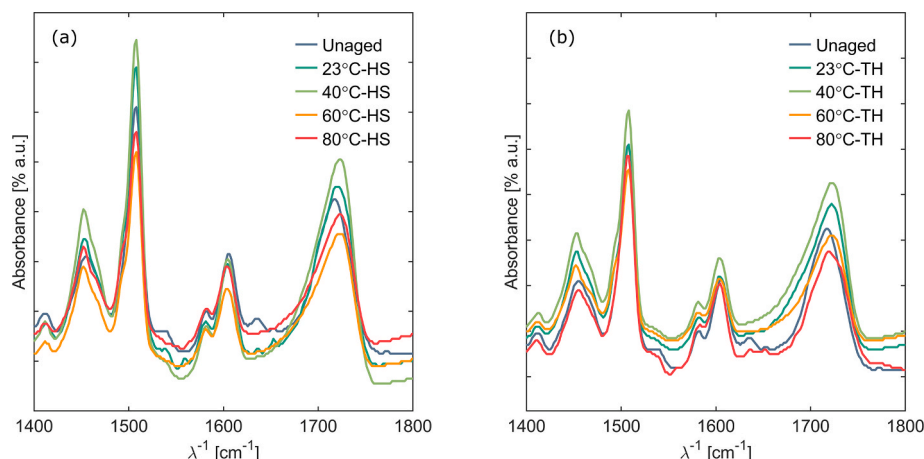 (a)
Unaged
23°C-HS
40°C-HS
60°C-HS
80°C-HS
Absorbance [% a.u.]
1400 1500 1600 1700 1800
λ⁻¹ [cm⁻¹]
(b)
Unaged
23°C-TH
40°C-TH
60°C-TH
80°C-TH
Absorbance [% a.u.]
1400 1500 1600 1700 1800
λ⁻¹ [cm⁻¹]